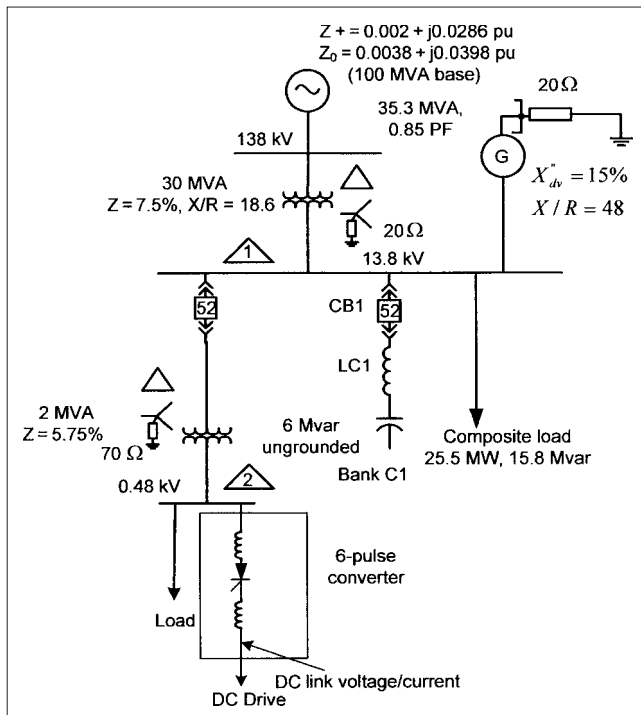 Z + = 0.002 + j0.0286 pu
Z0 = 0.0038 + j0.0398 pu
(100 MVA base)
20Ω
35.3 MVA,
0.85 PF
138 kV
G
X"dv = 15%
X / R = 48
30 MVA
Z = 7.5%, X/R = 18.6
20Ω
1
13.8 kV
52
CB1
52
LC1
2 MVA
Z = 5.75%
70 Ω
6 Mvar
ungrounded
Bank C1
Composite load
25.5 MW, 15.8 Mvar
0.48 kV
2
6-pulse
converter
Load
DC link voltage/current
DC Drive